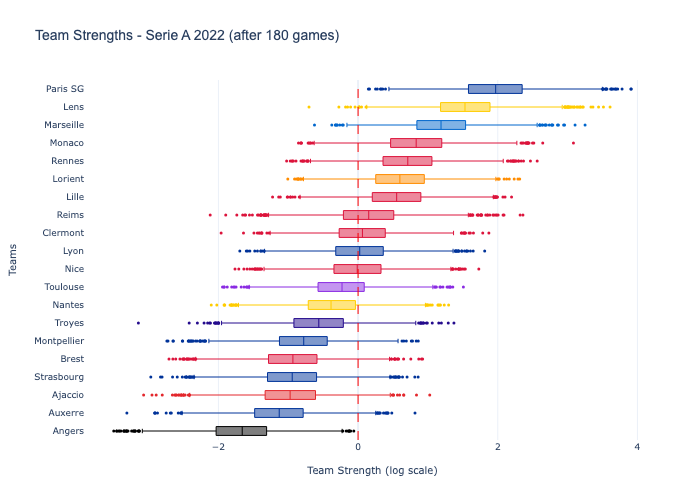 Team Strengths - Serie A 2022 (after 180 games)
Paris SG
Lens
Marseille
Monaco
Rennes
Lorient
Lille
Reims
Clermont
Lyon
Nice
Toulouse
Nantes
Troyes
Montpellier
Brest
Strasbourg
Ajaccio
Auxerre
Angers
Teams
−2
0
2
4
Team Strength (log scale)